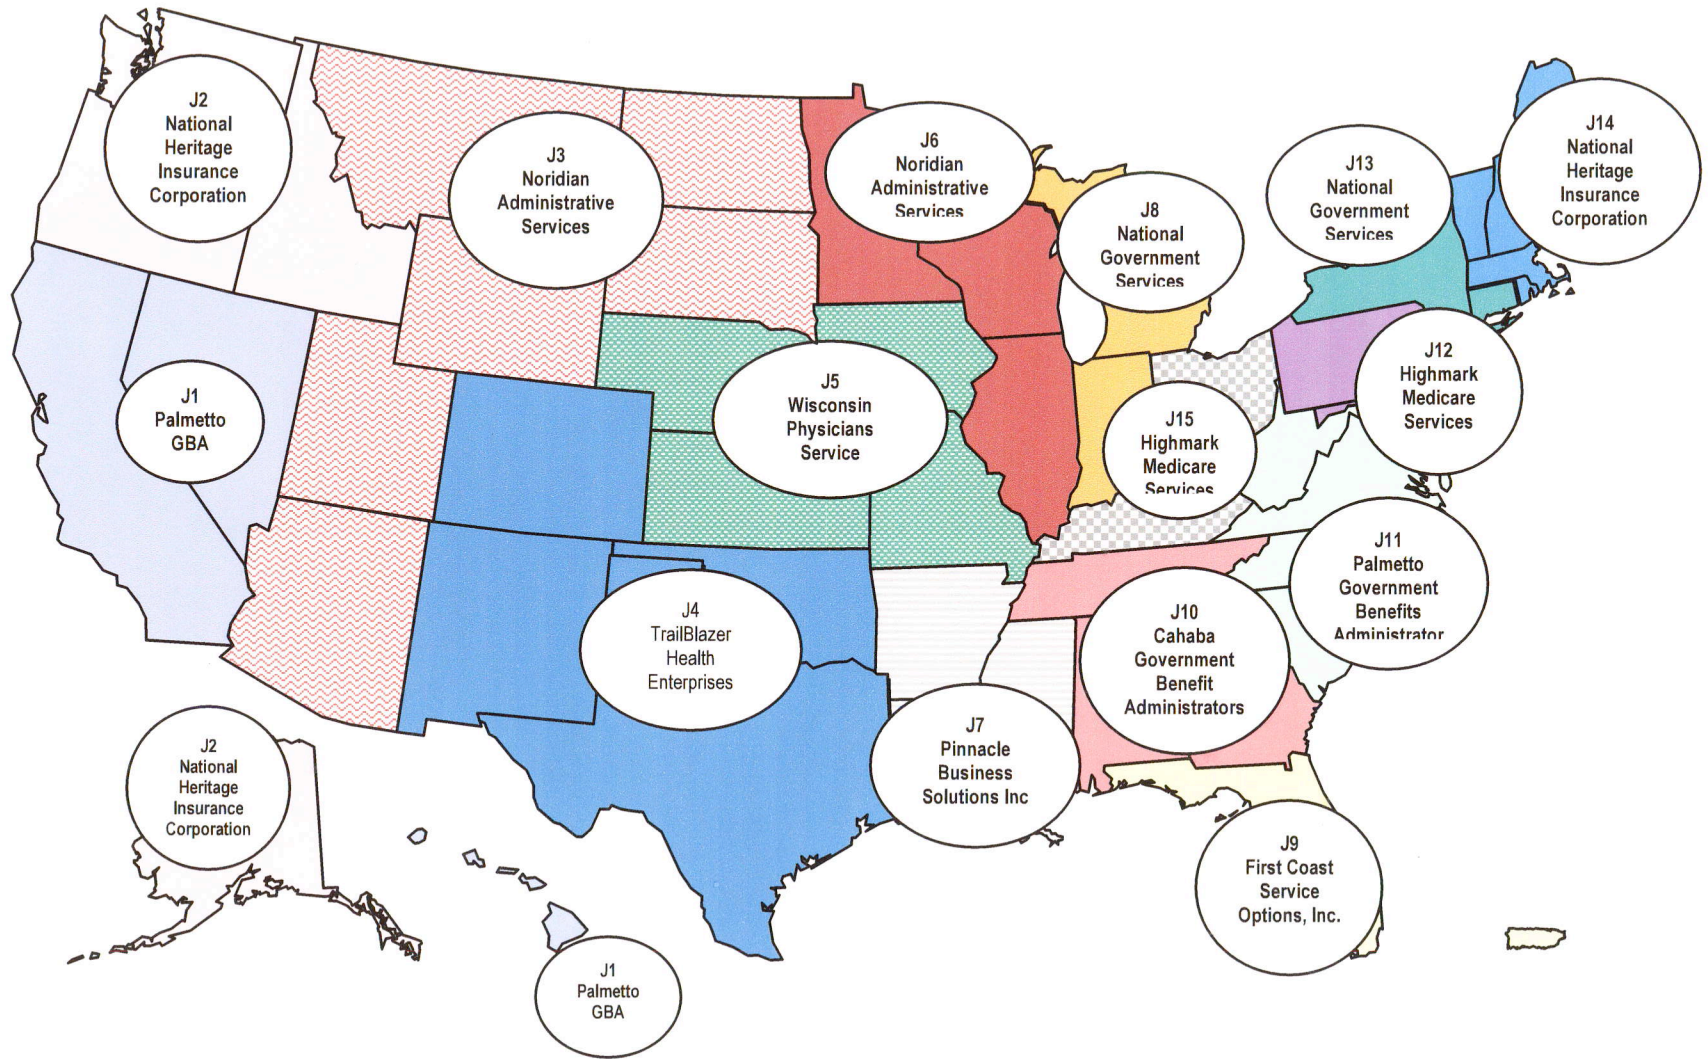 J2
National
Heritage
Insurance
Corporation
J3
Noridian
Administrative
Services
J6
Noridian
Administrative
Services
J8
National
Government
Services
J13
National
Government
Services
J14
National
Heritage
Insurance
Corporation
J1
Palmetto
GBA
J5
Wisconsin
Physicians
Service
J15
Highmark
Medicare
Services
J12
Highmark
Medicare
Services
J4
TrailBlazer
Health
Enterprises
J10
Cahaba
Government
Benefit
Administrators
J11
Palmetto
Government
Benefits
Administrator
J2
National
Heritage
Insurance
Corporation
J7
Pinnacle
Business
Solutions Inc
J9
First Coast
Service
Options, Inc.
J1
Palmetto
GBA